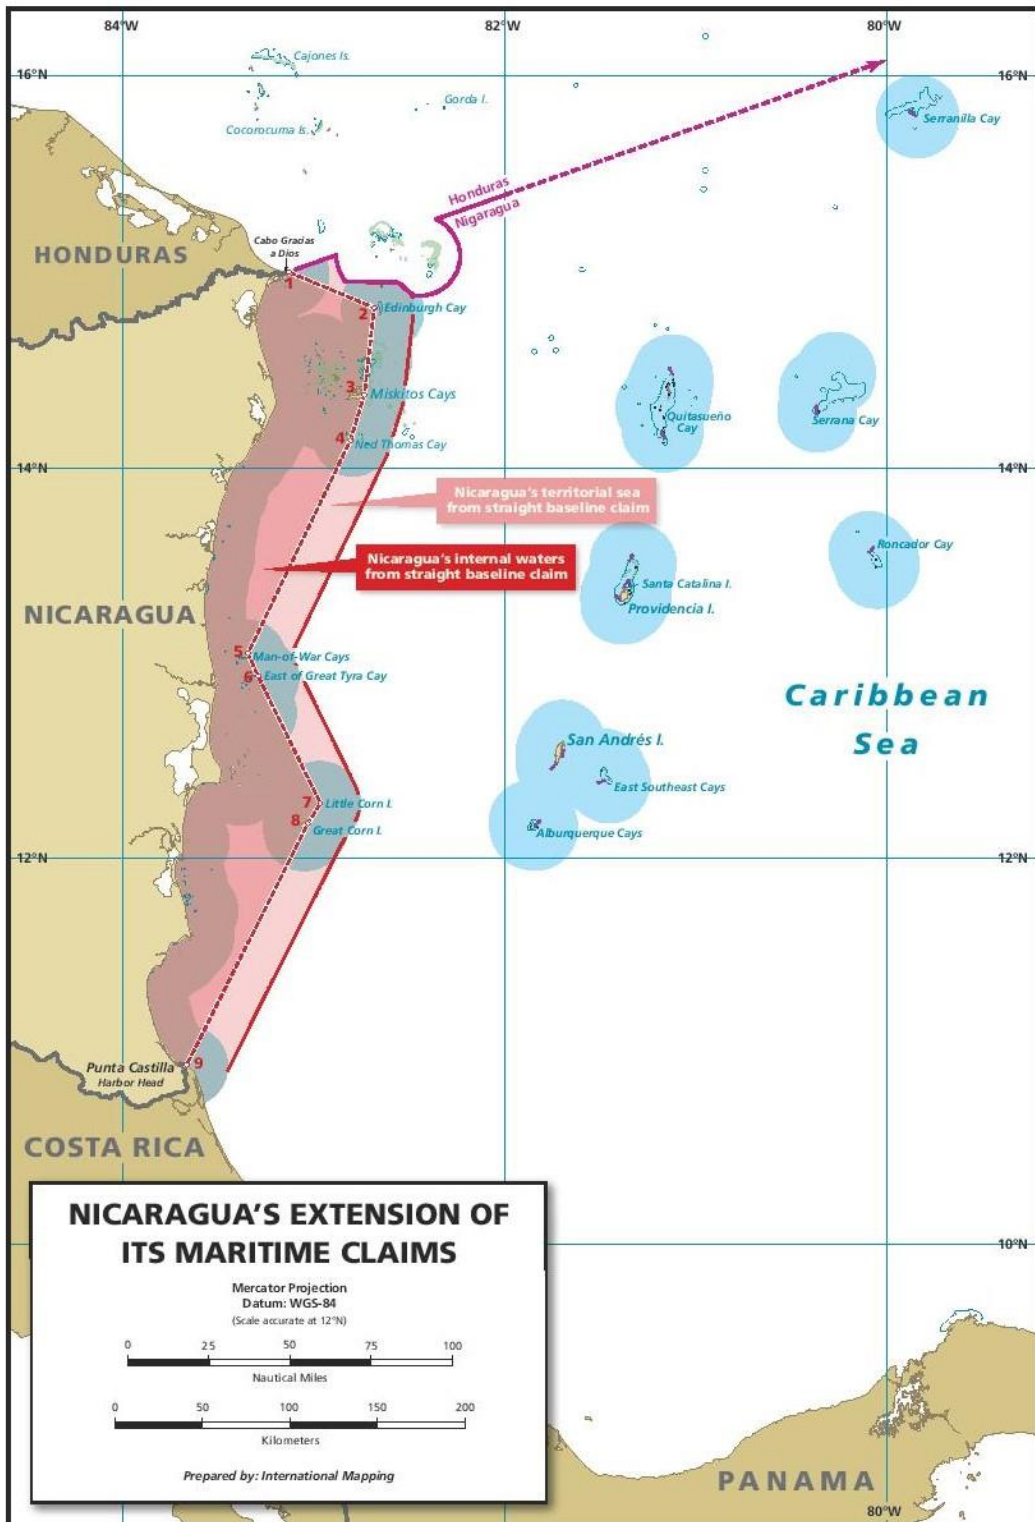 84°W
82°W
80°W
16°N
16°N
Cajones Is.
Gorda I.
Cocorocuma Is.
Serranilla Cay
Honduras
Nigaragua
HONDURAS
Cabo Gracias
a Dios
1
2
Edinburgh Cay
3
Miskitos Cays
4
Ned Thomas Cay
Quitasueño
Cay
Serrana Cay
14°N
14°N
Nicaragua's territorial sea
from straight baseline claim
Nicaragua's internal waters
from straight baseline claim
Roncador Cay
Santa Catalina I.
Providencia I.
NICARAGUA
5
Man-of-War Cays
6
East of Great Tyra Cay
Caribbean
Sea
San Andrés I.
East Southeast Cays
7
Little Corn I.
8
Great Corn I.
Alburquerque Cays
12°N
12°N
Punta Castilla
Harbor Head
9
COSTA RICA
NICARAGUA'S EXTENSION OF
ITS MARITIME CLAIMS
Mercator Projection
Datum: WGS-84
(Scale accurate at 12°N)
0 25 50 75 100
Nautical Miles
0 50 100 150 200
Kilometers
Prepared by: International Mapping
10°N
PANAMA
80°W